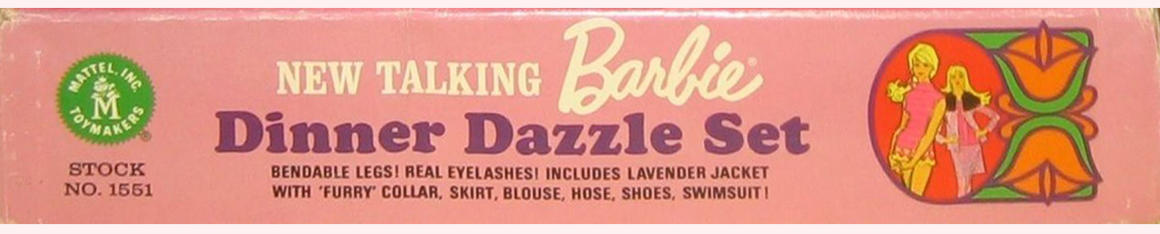 MATTEL, INC.
M
TOYMAKERS
®
STOCK
NO. 1551
NEW TALKING Barbie®
Dinner Dazzle Set
BENDABLE LEGS! REAL EYELASHES! INCLUDES LAVENDER JACKET
WITH 'FURRY' COLLAR, SKIRT, BLOUSE, HOSE, SHOES, SWIMSUIT!